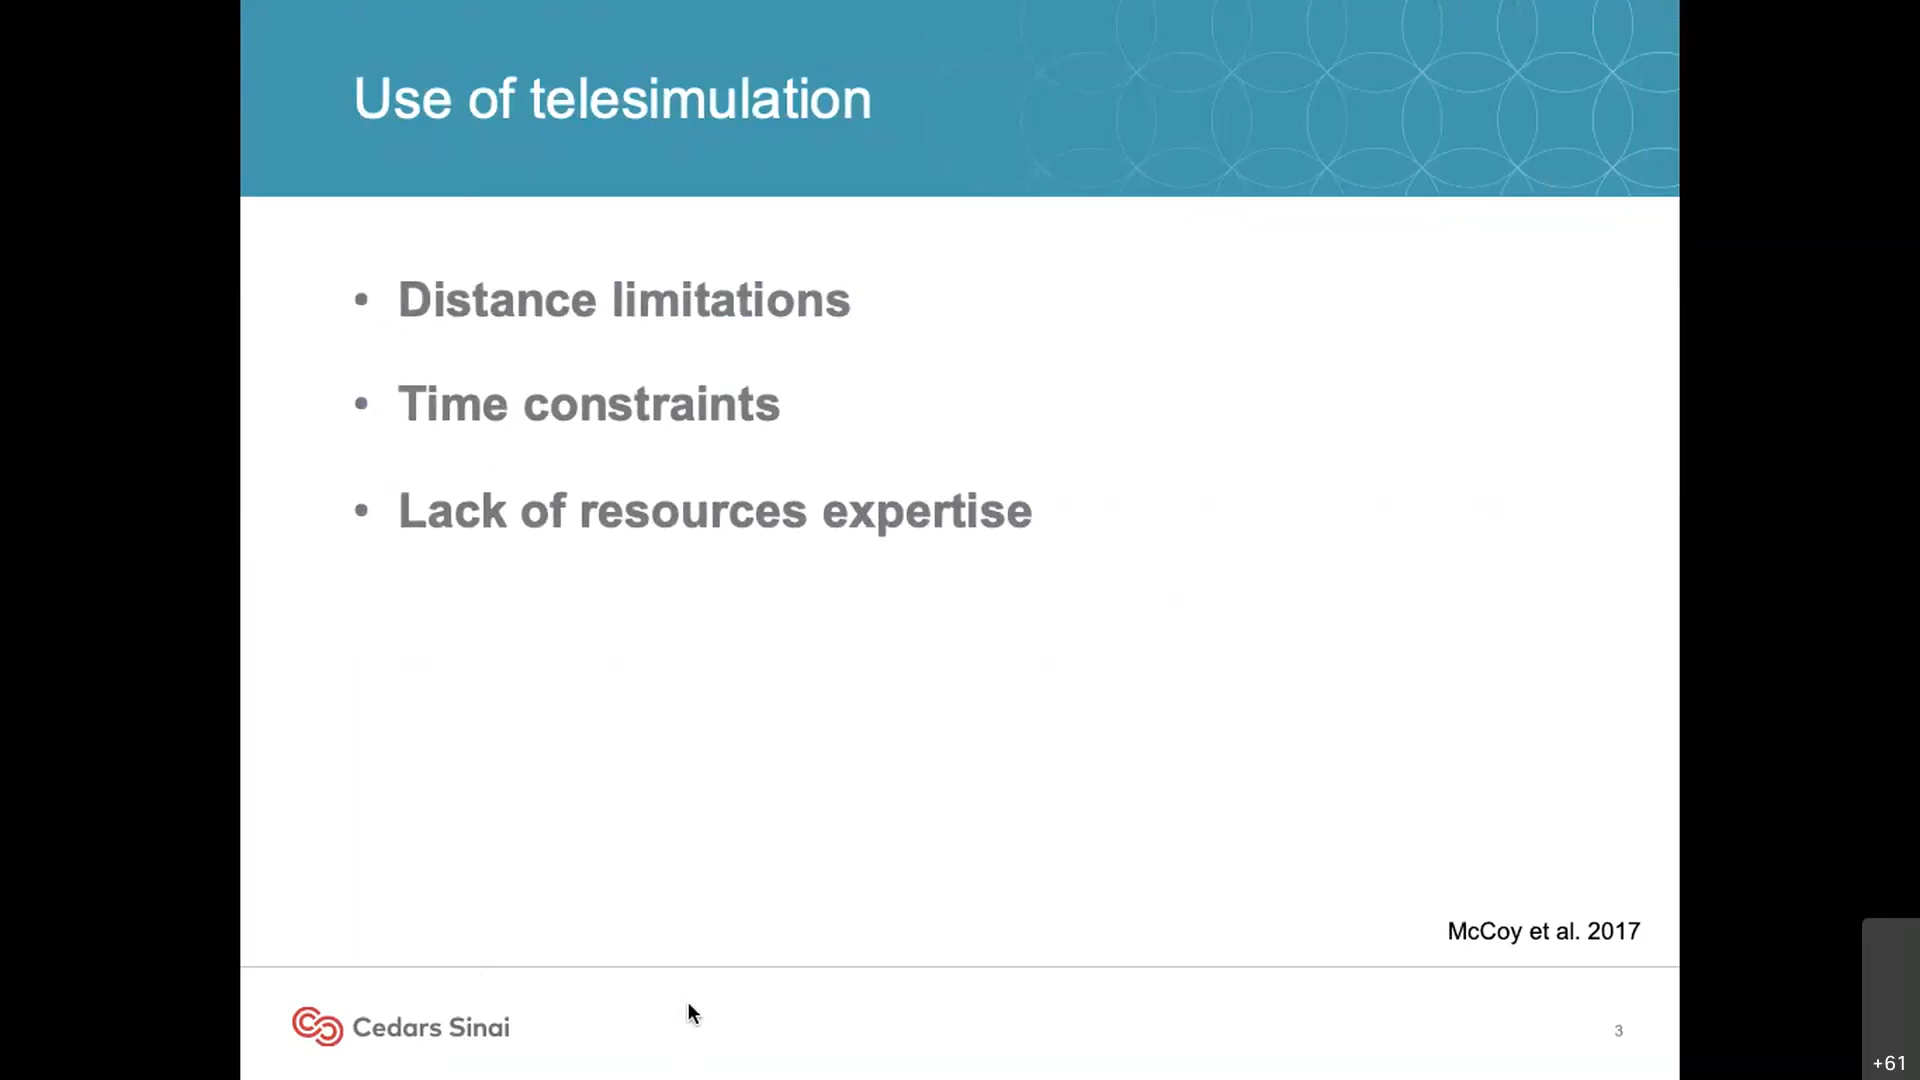 Use of telesimulation
• Distance limitations
• Time constraints
• Lack of resources expertise
McCoy et al. 2017
Cedars Sinai
3
+61